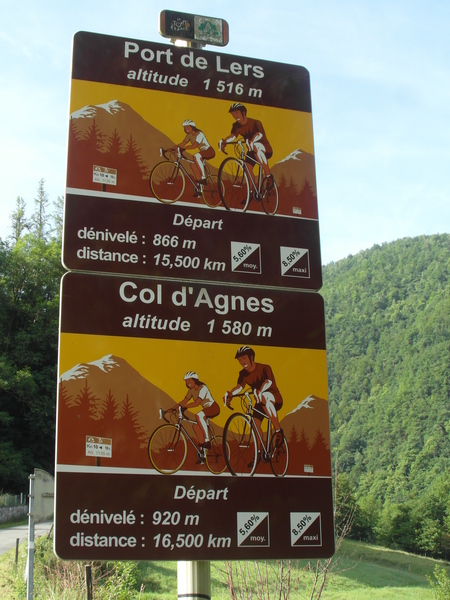 Port de Lers
altitude 1 516 m
Départ
dénivelé : 866 m
distance : 15,500 km
5,60%
moy.
8,50%
maxi
Col d'Agnes
altitude 1 580 m
Départ
dénivelé : 920 m
distance : 16,500 km
5,60%
moy.
8,50%
maxi